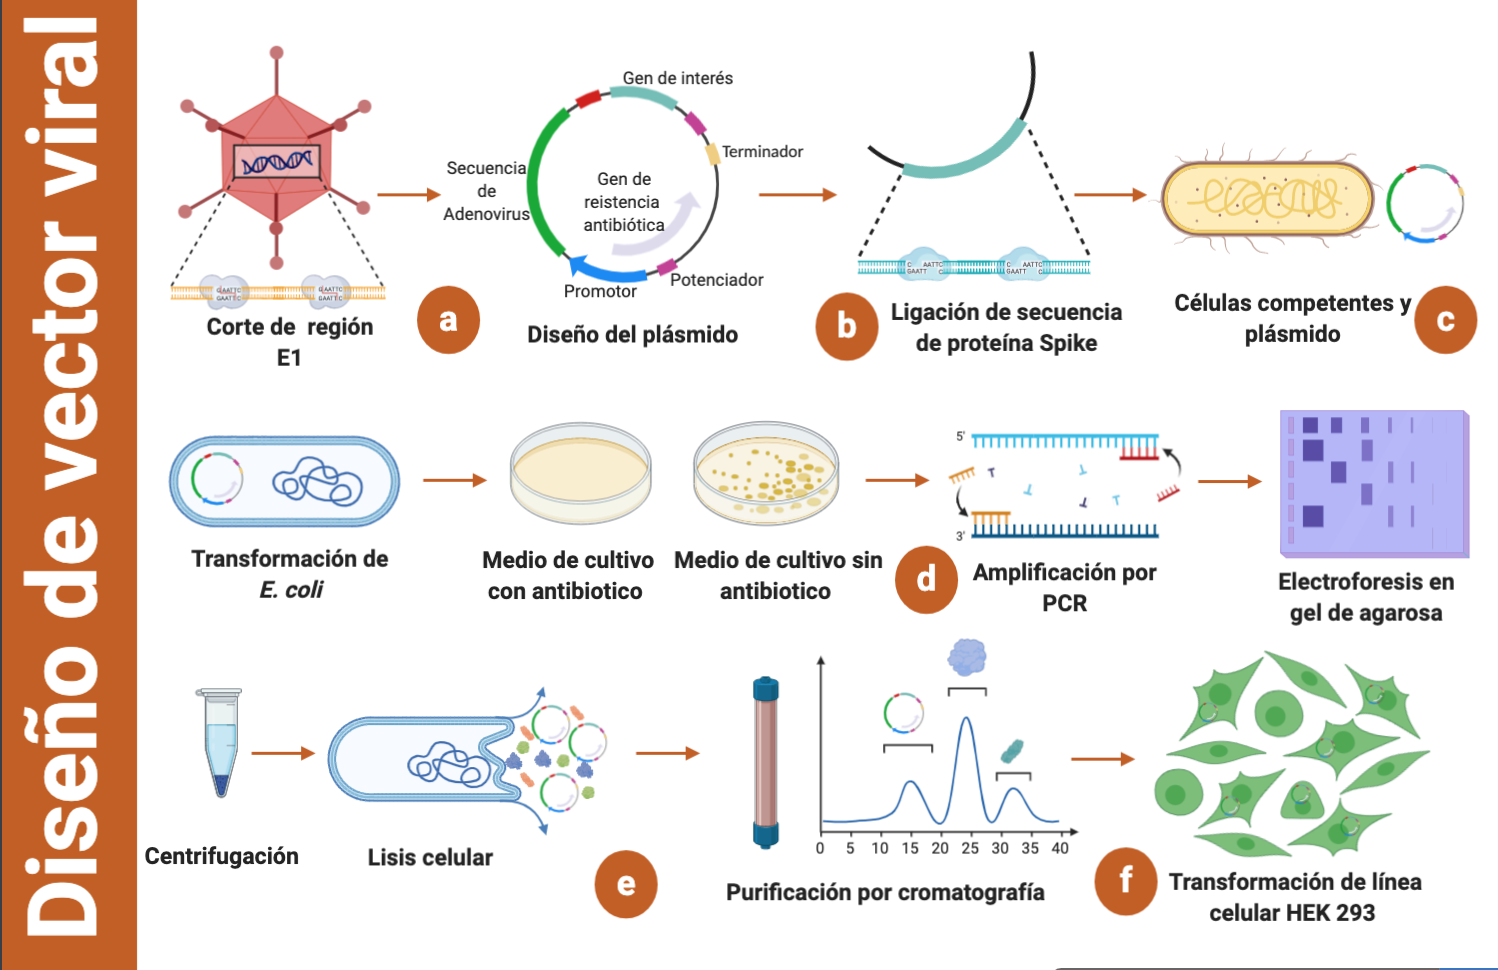 Diseño de vector viral
Gen de interés
Terminador
Secuencia
de
Adenovirus
Gen de
reistencia
antibiótica
Promotor
Potenciador
GAATTC GAATTC
GAATTC GAATTC
Corte de región
E1
a
Diseño del plásmido
b
C AATTC C AATTC
GAATT C GAATT C
Ligación de secuencia
de proteína Spike
Células competentes y
plásmido
c
Transformación de
E. coli
Medio de cultivo
con antibiotico
Medio de cultivo sin
antibiotico
d
5'
3'
Amplificación por
PCR
Electroforesis en
gel de agarosa
Centrifugación
Lisis celular
e
0 5 10 15 20 25 30 35 40
Purificación por cromatografía
f
Transformación de línea
celular HEK 293